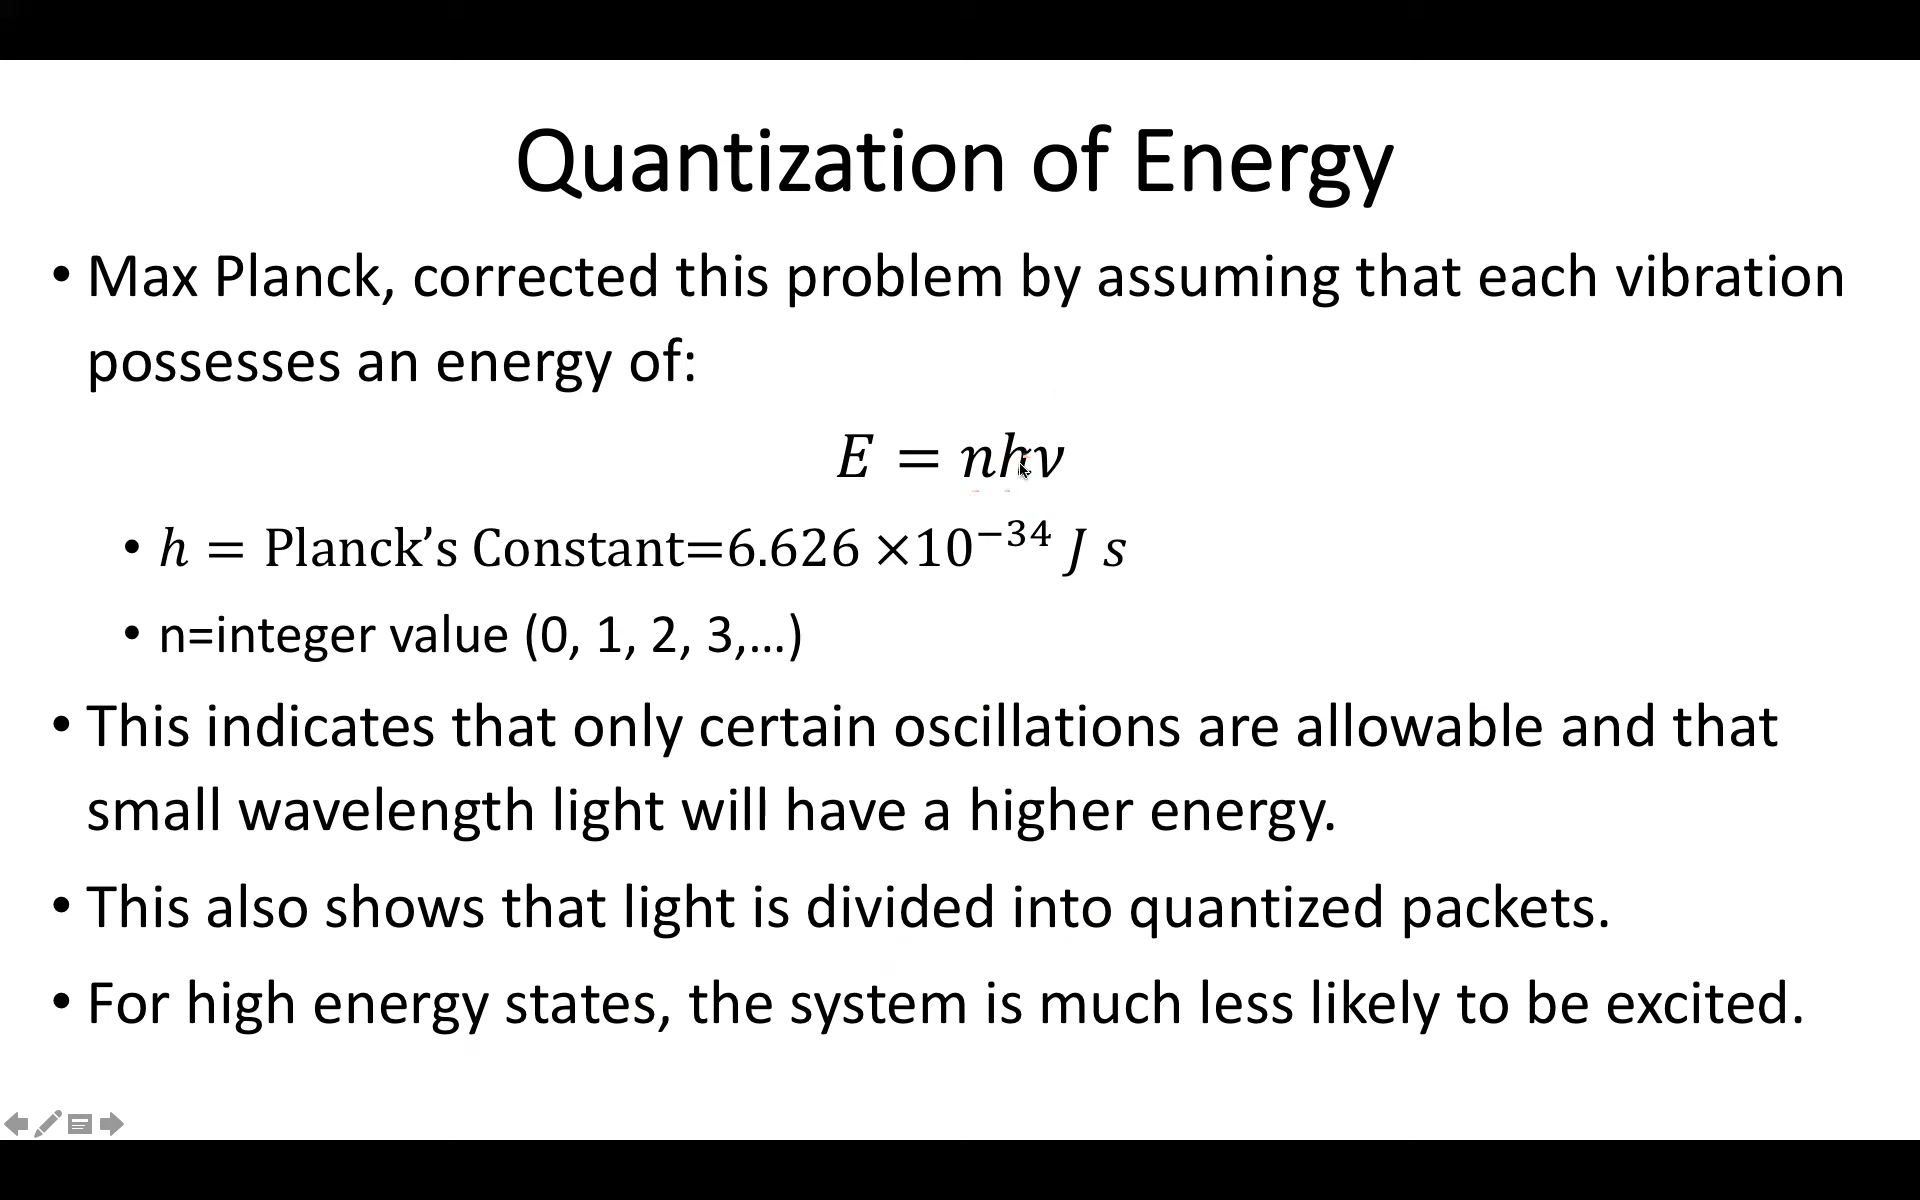 Quantization of Energy
• Max Planck, corrected this problem by assuming that each vibration
possesses an energy of:
E = nhν
• h = Planck’s Constant=6.626 ×10⁻³⁴ J s
• n=integer value (0, 1, 2, 3,…)
• This indicates that only certain oscillations are allowable and that
small wavelength light will have a higher energy.
• This also shows that light is divided into quantized packets.
• For high energy states, the system is much less likely to be excited.